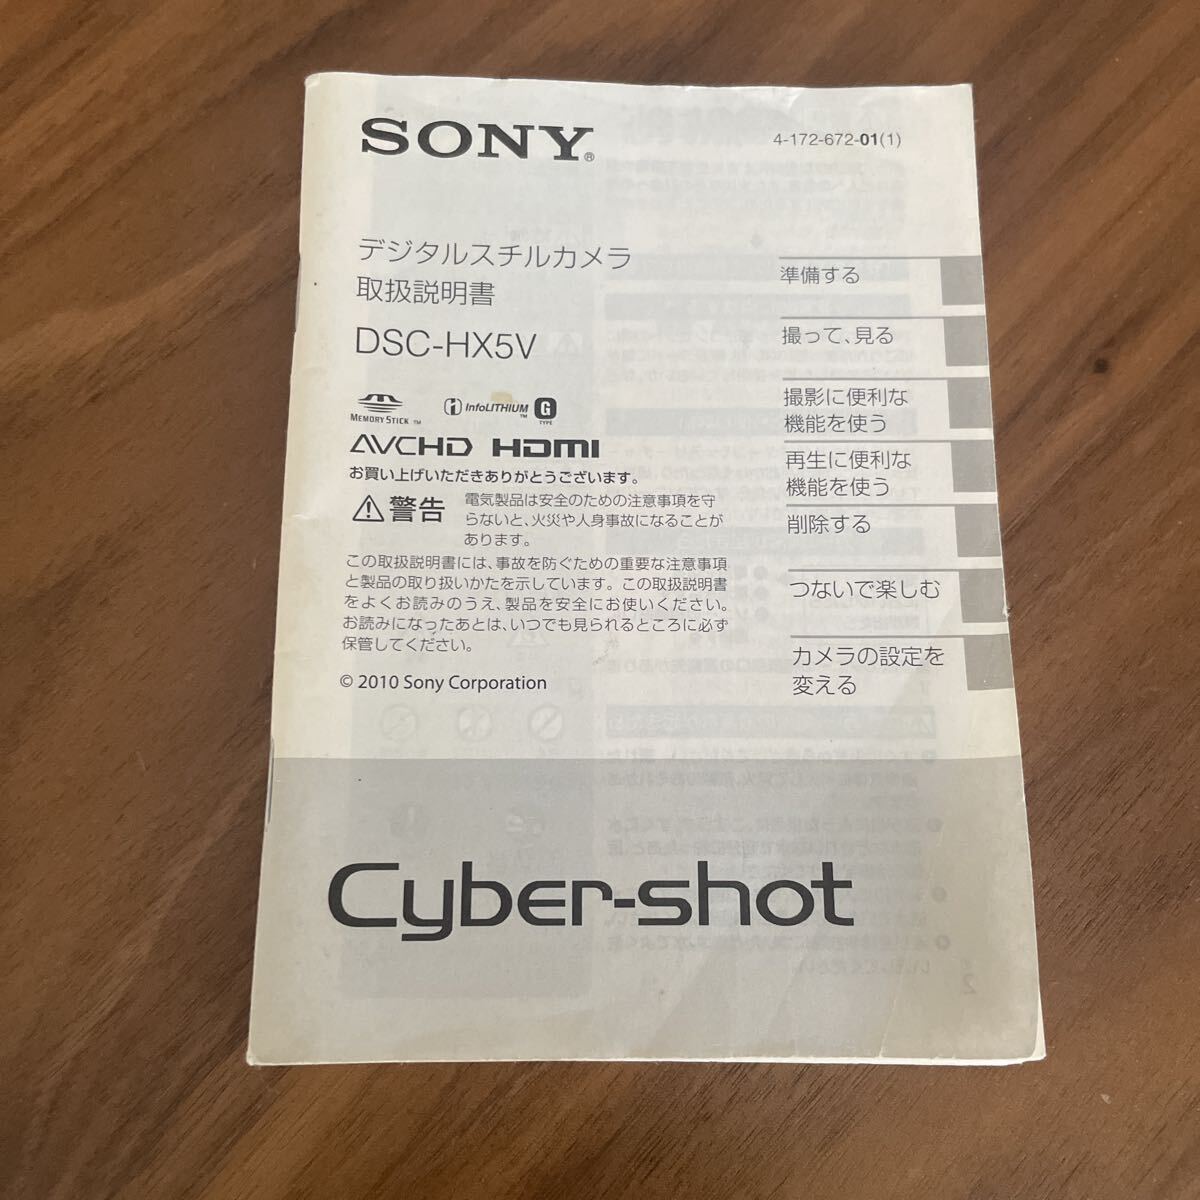 SONY®
4-172-672-01(1)
デジタルスチルカメラ
取扱説明書
DSC-HX5V
MEMORY STICK ™
InfoLITHIUM ™ G TYPE
AVCHD HDMI
お買い上げいただきありがとうございます。
警告
電気製品は安全のための注意事項を守
らないと、火災や人身事故になることが
あります。
この取扱説明書には、事故を防ぐための重要な注意事項
と製品の取り扱いかたを示しています。この取扱説明書
をよくお読みのうえ、製品を安全にお使いください。
お読みになったあとは、いつでも見られるところに必ず
保管してください。
© 2010 Sony Corporation
準備する
撮って、見る
撮影に便利な
機能を使う
再生に便利な
機能を使う
削除する
つないで楽しむ
カメラの設定を
変える
Cyber-shot